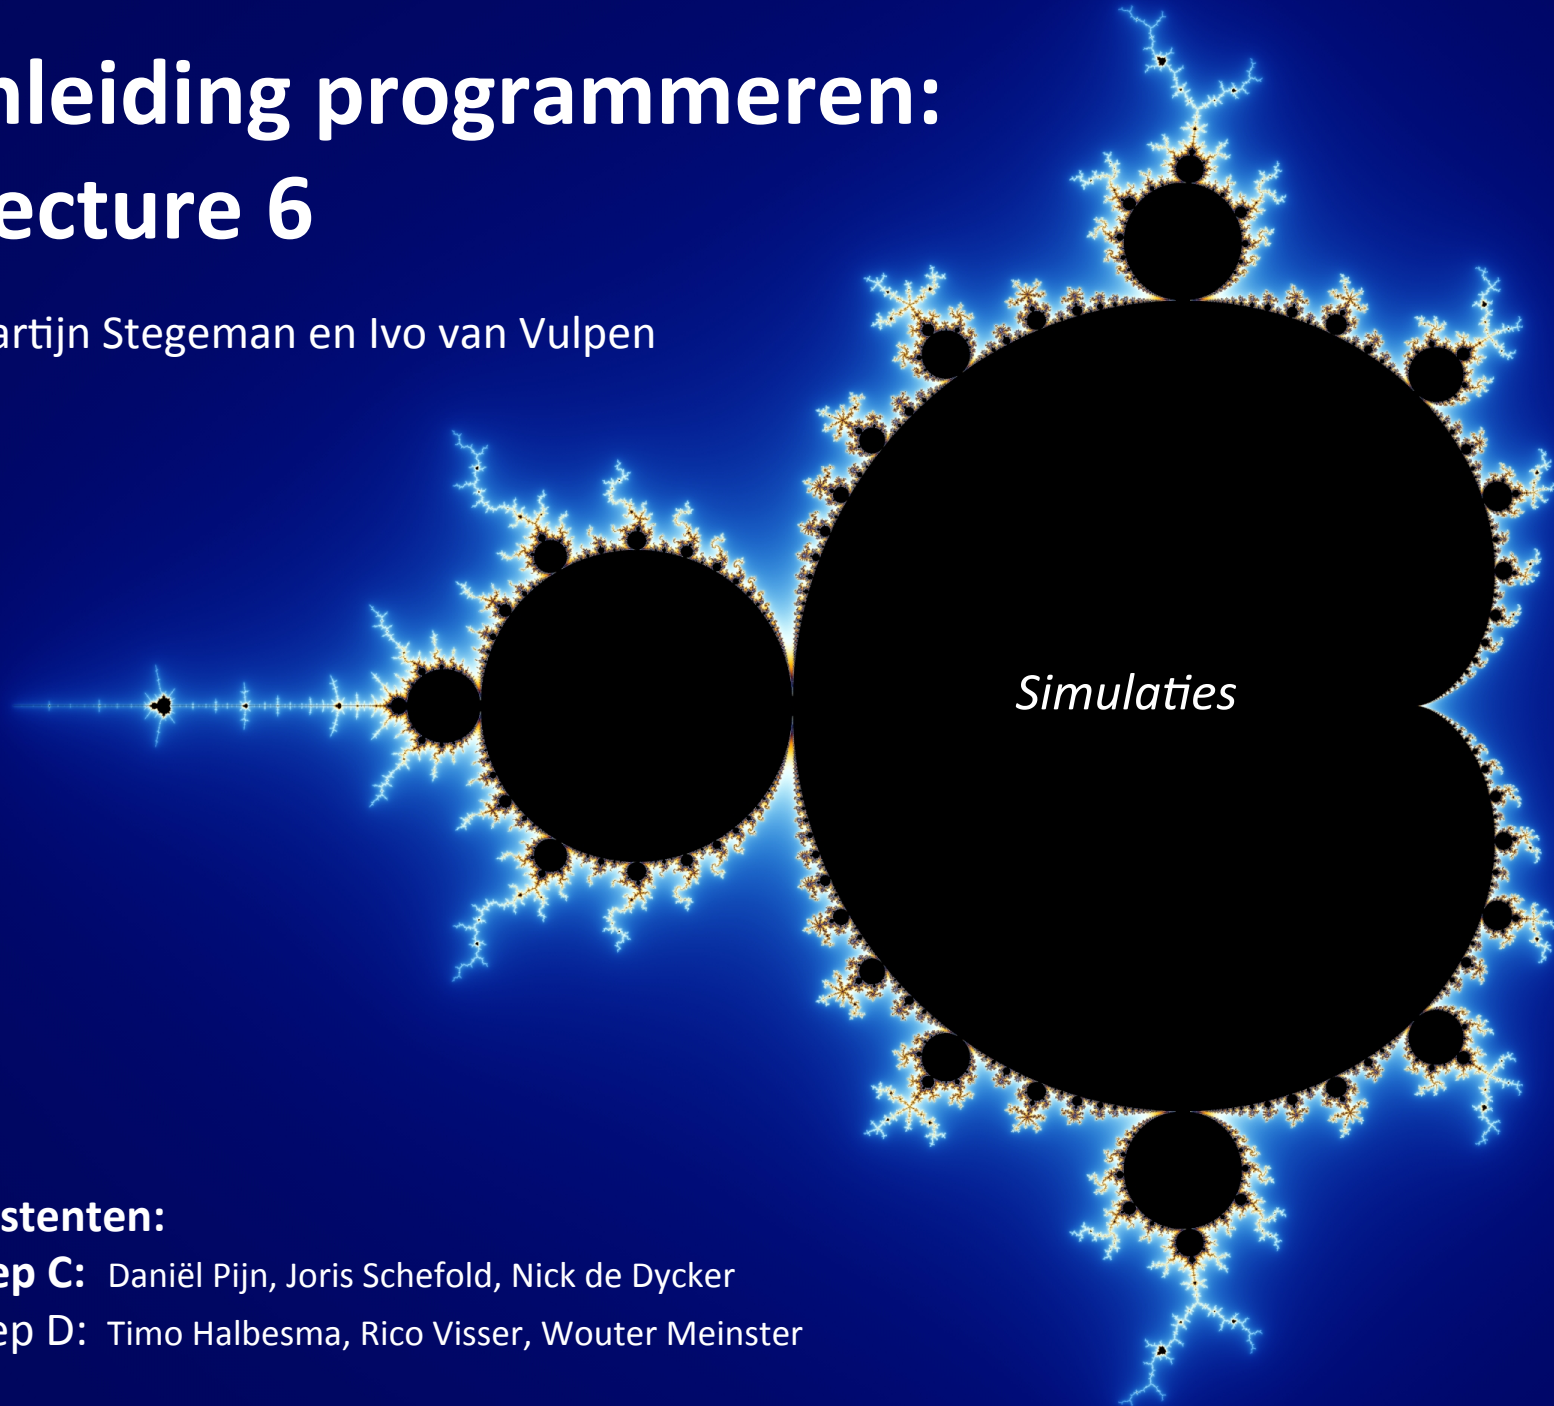 nleiding programmeren:
ecture 6
artijn Stegeman en Ivo van Vulpen
Simulaties
stenten:
ep C: Daniël Pijn, Joris Schefold, Nick de Dycker
ep D: Timo Halbesma, Rico Visser, Wouter Meinster